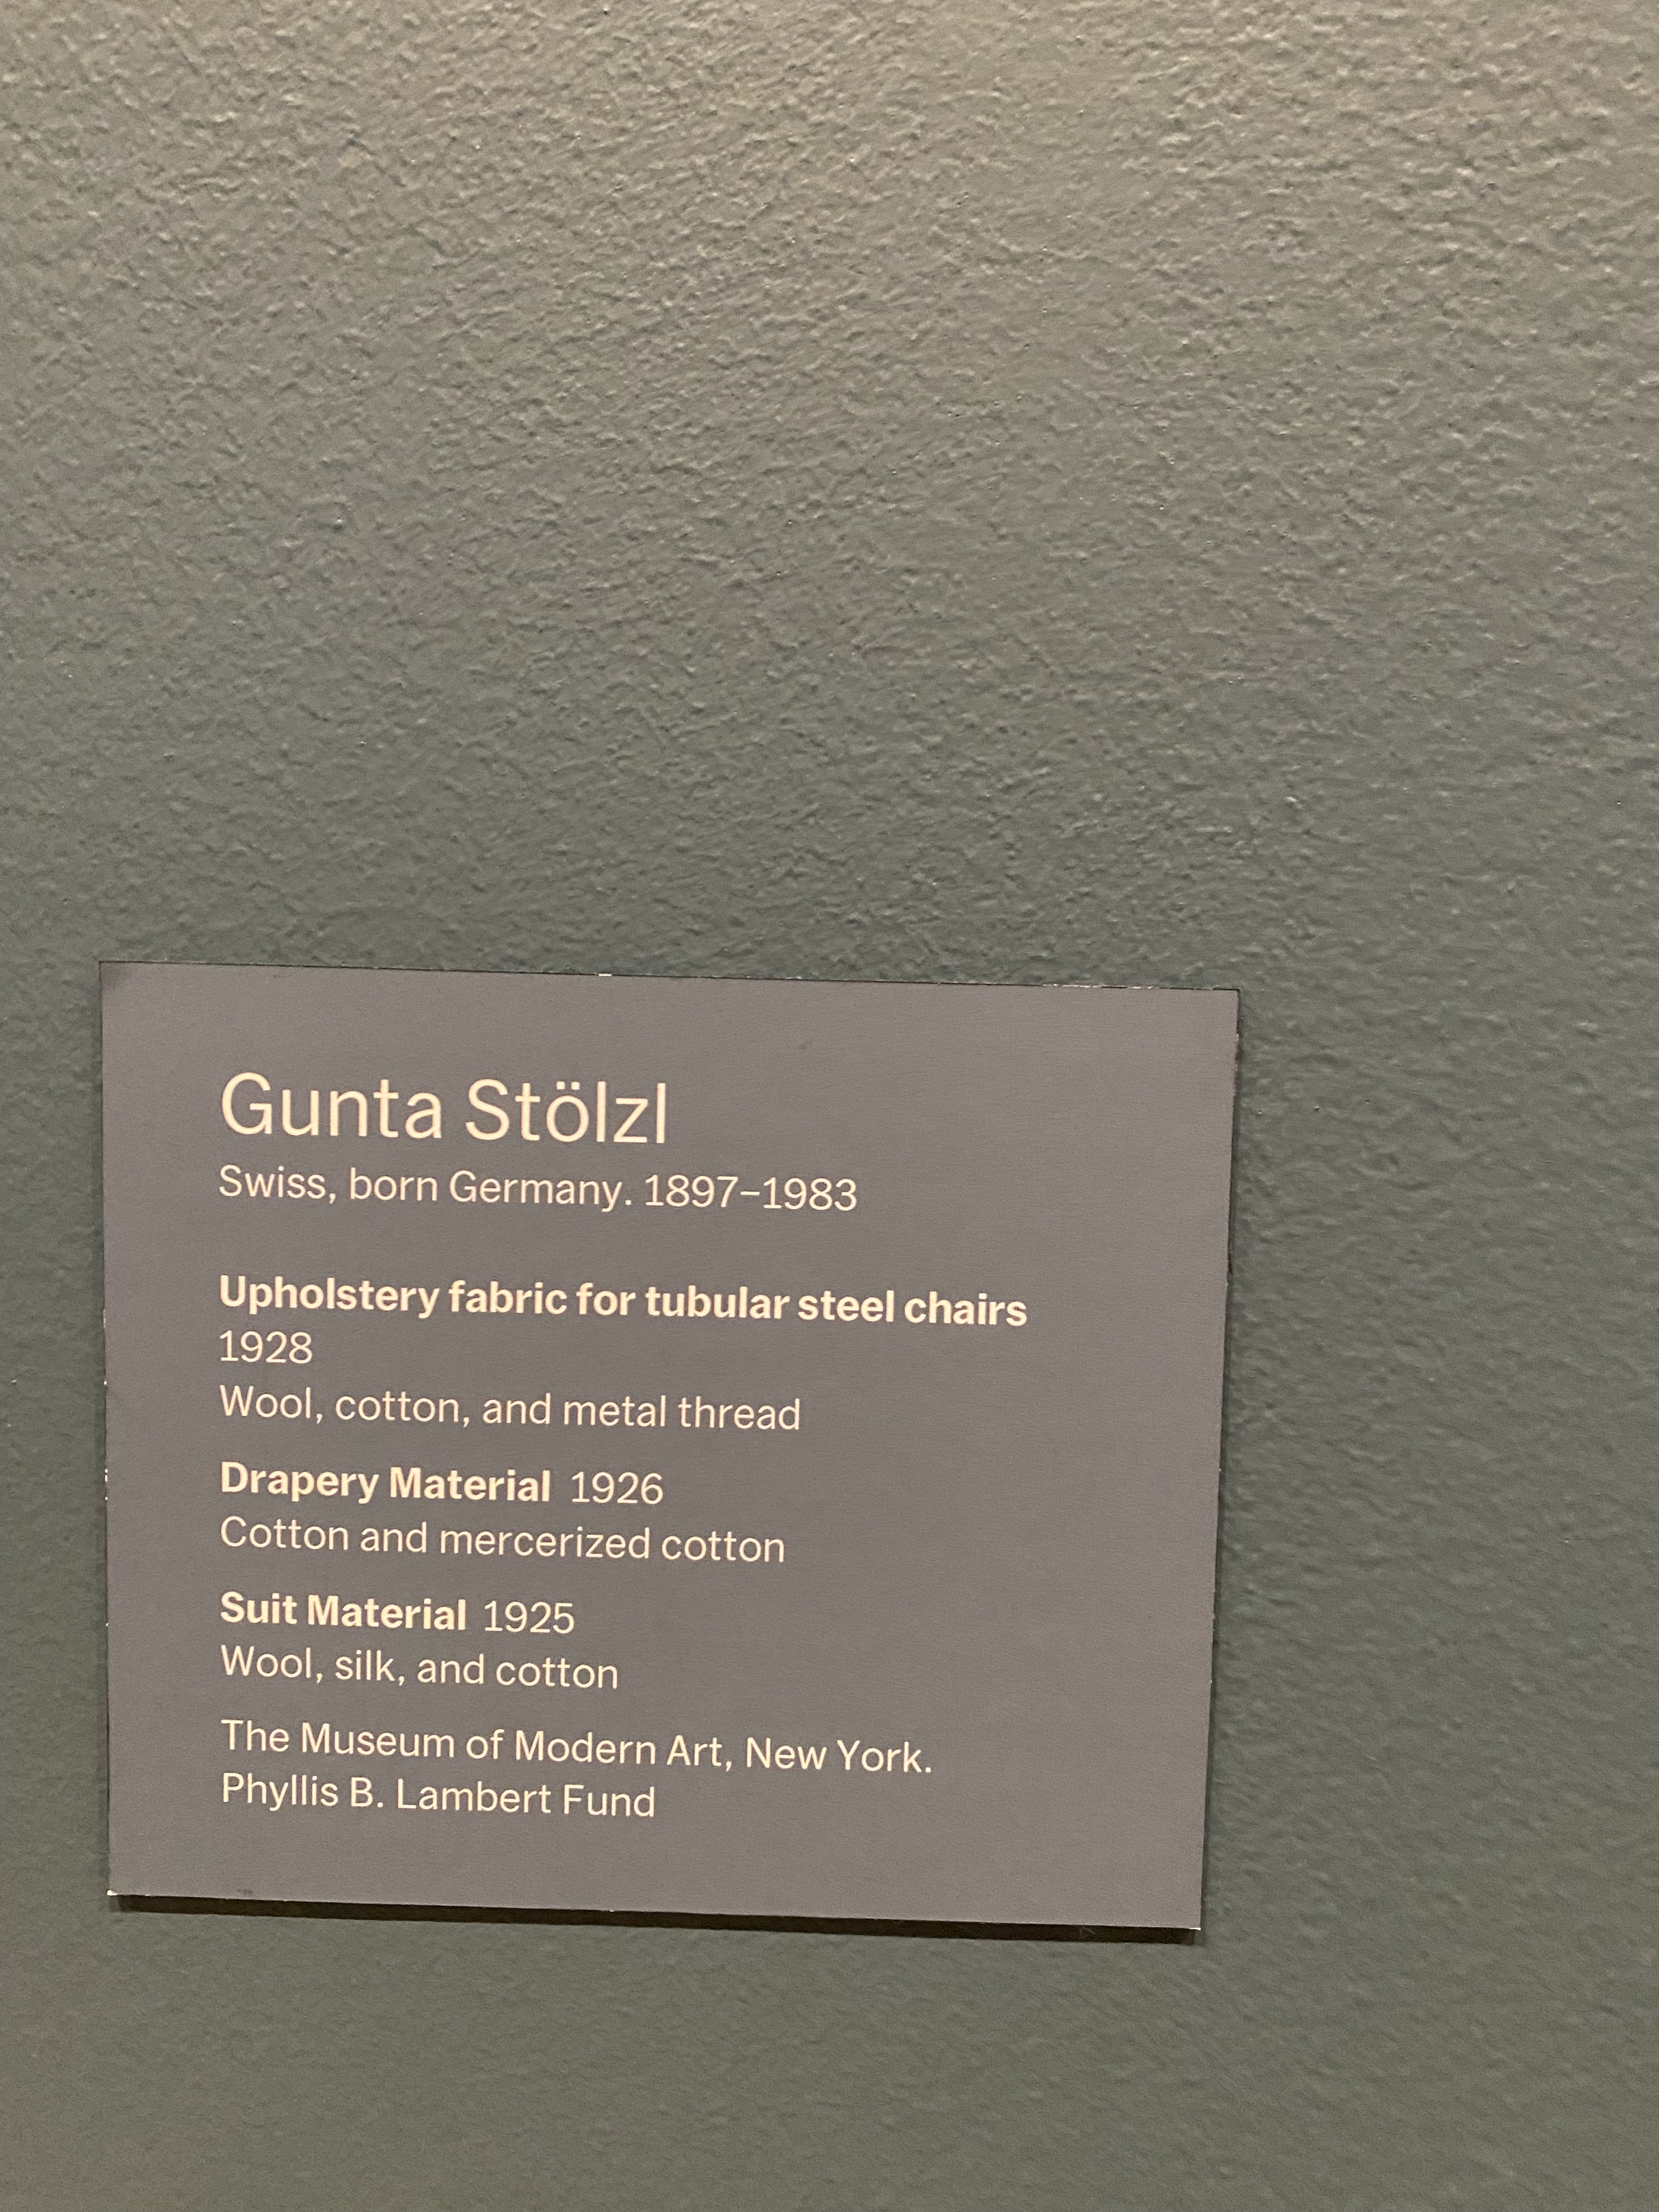 Gunta Stölzl
Swiss, born Germany. 1897–1983
Upholstery fabric for tubular steel chairs
1928
Wool, cotton, and metal thread
Drapery Material 1926
Cotton and mercerized cotton
Suit Material 1925
Wool, silk, and cotton
The Museum of Modern Art, New York.
Phyllis B. Lambert Fund